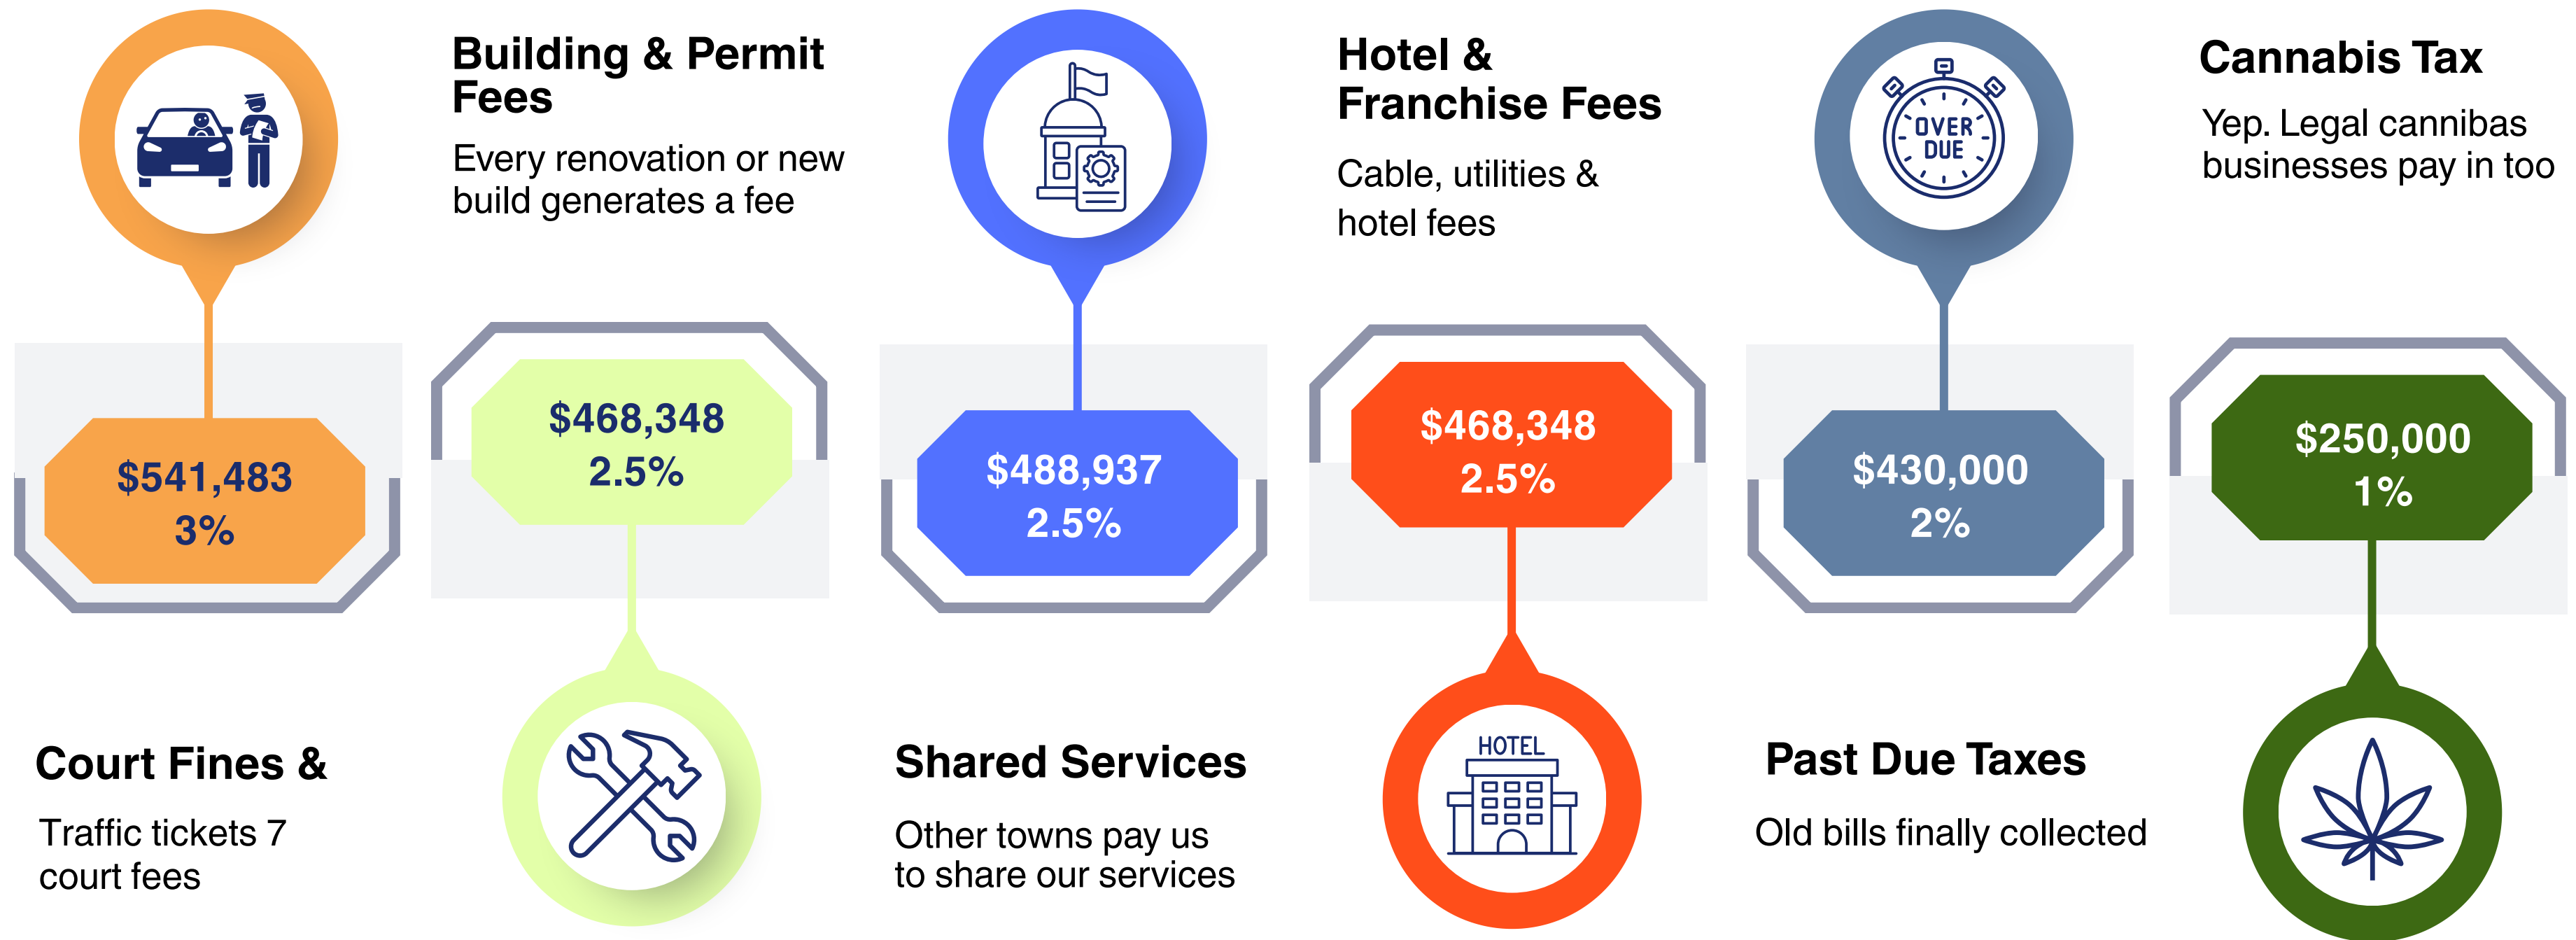 $541,483
3%
Court Fines &
Traffic tickets 7
court fees
Building & Permit
Fees
Every renovation or new
build generates a fee
$468,348
2.5%
$488,937
2.5%
Shared Services
Other towns pay us
to share our services
Hotel &
Franchise Fees
Cable, utilities &
hotel fees
$468,348
2.5%
HOTEL
OVER
DUE
$430,000
2%
Past Due Taxes
Old bills finally collected
Cannabis Tax
Yep. Legal cannibas
businesses pay in too
$250,000
1%